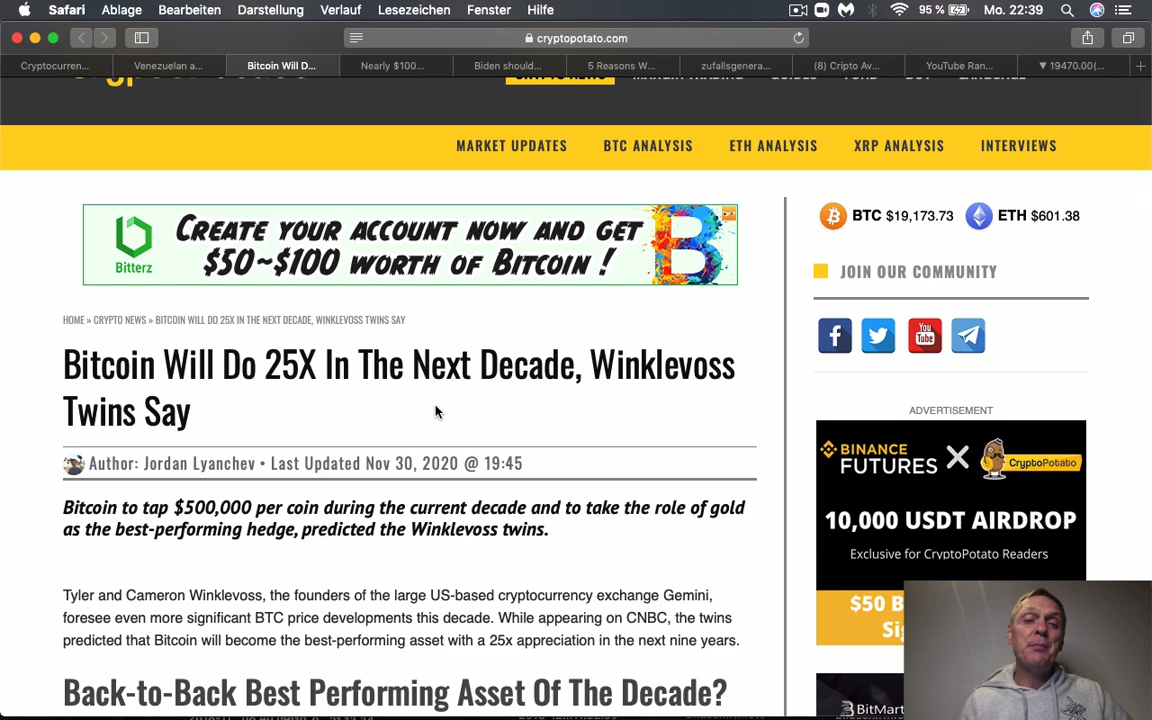 Safari Ablage Bearbeiten Darstellung Verlauf Lesezeichen Fenster Hilfe 95 % Mo. 22:39
cryptopotato.com
Cryptocurren... Venezuelan a... Bitcoin Will D... Nearly $100... Biden should... 5 Reasons W... zufallsgenera... (8) Cripto Av... YouTube Ran... ▼ 19470.00(...
MARKET UPDATES BTC ANALYSIS ETH ANALYSIS XRP ANALYSIS INTERVIEWS
Bitterz
CREATE YOUR ACCOUNT NOW AND GET
$50~$100 WORTH OF BITCOIN !
BTC $19,173.73 ETH $601.38
JOIN OUR COMMUNITY
You
Tube
HOME » CRYPTO NEWS » BITCOIN WILL DO 25X IN THE NEXT DECADE, WINKLEVOSS TWINS SAY
Bitcoin Will Do 25X In The Next Decade, Winklevoss
Twins Say
Author: Jordan Lyanchev • Last Updated Nov 30, 2020 @ 19:45
Bitcoin to tap $500,000 per coin during the current decade and to take the role of gold
as the best-performing hedge, predicted the Winklevoss twins.
Tyler and Cameron Winklevoss, the founders of the large US-based cryptocurrency exchange Gemini,
foresee even more significant BTC price developments this decade. While appearing on CNBC, the twins
predicted that Bitcoin will become the best-performing asset with a 25x appreciation in the next nine years.
Back-to-Back Best Performing Asset Of The Decade?
ADVERTISEMENT
BINANCE
FUTURES X CryptoPotato
10,000 USDT AIRDROP
Exclusive for CryptoPotato Readers
$50 B
Si
BitMart